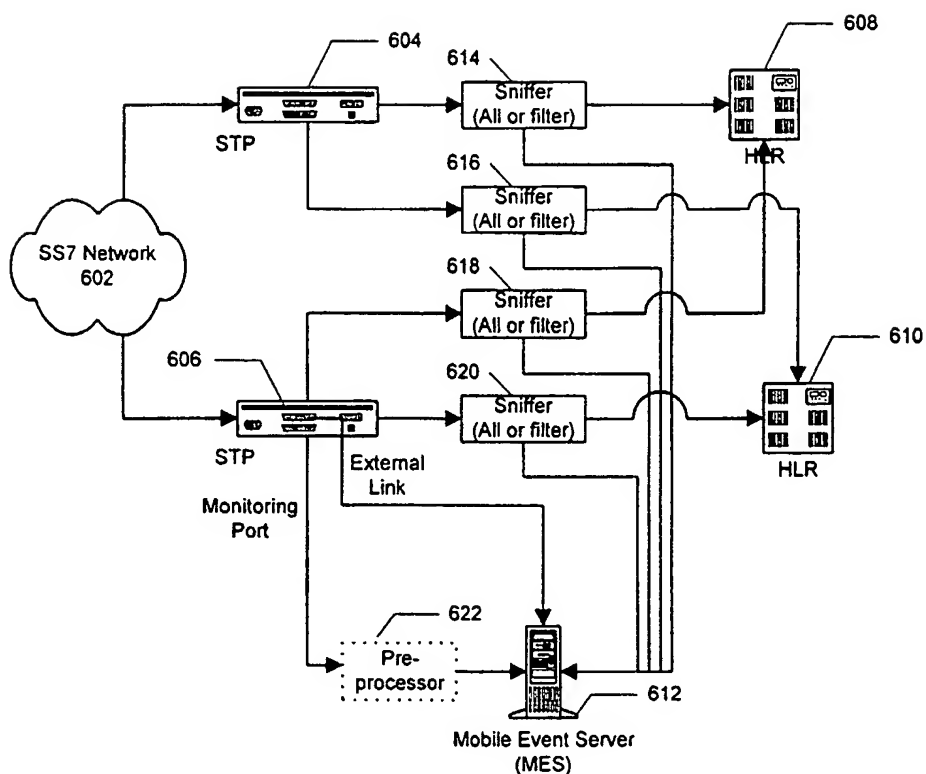 604
STP
614
Sniffer
(All or filter)
608
HLR
616
Sniffer
(All or filter)
SS7 Network
602
618
Sniffer
(All or filter)
606
STP
620
Sniffer
(All or filter)
610
HLR
External
Link
Monitoring
Port
622
Pre-
processor
612
Mobile Event Server
(MES)